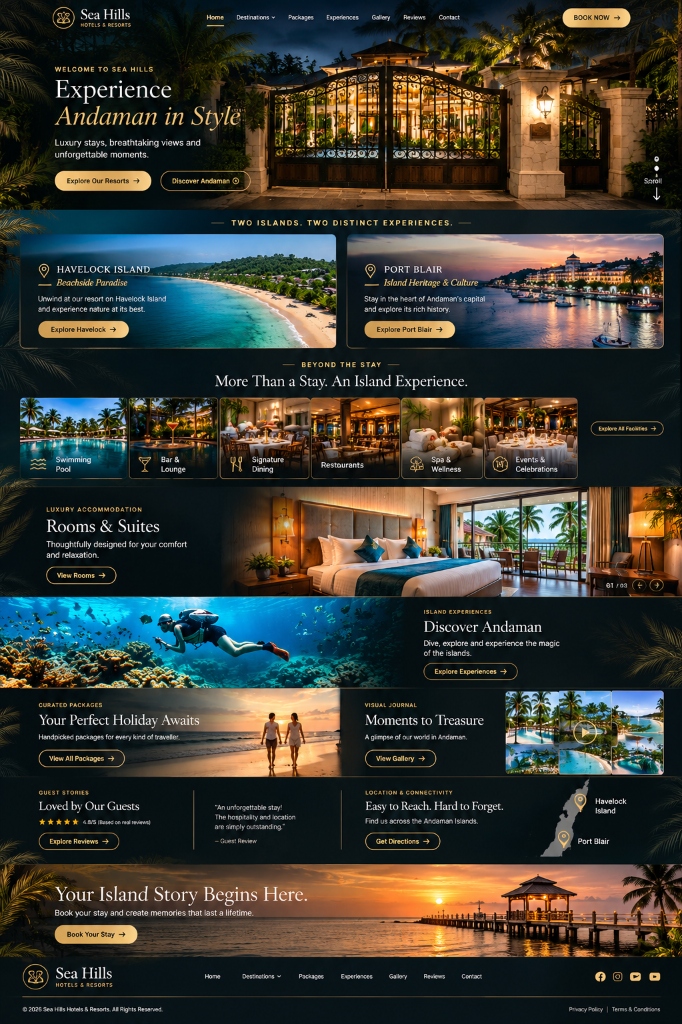 Sea Hills
HOTELS & RESORTS
Home
Destinations
Packages
Experiences
Gallery
Reviews
Contact
BOOK NOW →
WELCOME TO SEA HILLS
Experience
Andaman in Style
Luxury stays, breathtaking views and
unforgettable moments.
Explore Our Resorts →
Discover Andaman
Scroll
TWO ISLANDS. TWO DISTINCT EXPERIENCES.
HAVELOCK ISLAND
Beachside Paradise
Unwind at our resort on Havelock Island
and experience nature at its best.
Explore Havelock →
PORT BLAIR
Island Heritage & Culture
Stay in the heart of Andaman's capital
and explore its rich history.
Explore Port Blair →
BEYOND THE STAY
More Than a Stay. An Island Experience.
Swimming
Pool
Bar &
Lounge
Signature
Dining
Restaurants
Spa &
Wellness
Events &
Celebrations
Explore All Facilities →
LUXURY ACCOMMODATION
Rooms & Suites
Thoughtfully designed for your comfort
and relaxation.
View Rooms →
01 / 03
ISLAND EXPERIENCES
Discover Andaman
Dive, explore and experience the magic
of the islands.
Explore Experiences →
CURATED PACKAGES
Your Perfect Holiday Awaits
Handpicked packages for every kind of traveller.
View All Packages →
VISUAL JOURNAL
Moments to Treasure
A glimpse of our world in Andaman.
View Gallery →
GUEST STORIES
Loved by Our Guests
★★★★★ 4.8/5 (Based on real reviews)
Explore Reviews →
"An unforgettable stay!
The hospitality and location
are simply outstanding."
– Guest Review
LOCATION & CONNECTIVITY
Easy to Reach. Hard to Forget.
Find us across the Andaman Islands.
Get Directions →
Havelock
Island
Port Blair
Your Island Story Begins Here.
Book your stay and create memories that last a lifetime.
Book Your Stay →
Sea Hills
HOTELS & RESORTS
Home
Destinations
Packages
Experiences
Gallery
Reviews
Contact
© 2026 Sea Hills Hotels & Resorts. All Rights Reserved.
Privacy Policy | Terms & Conditions